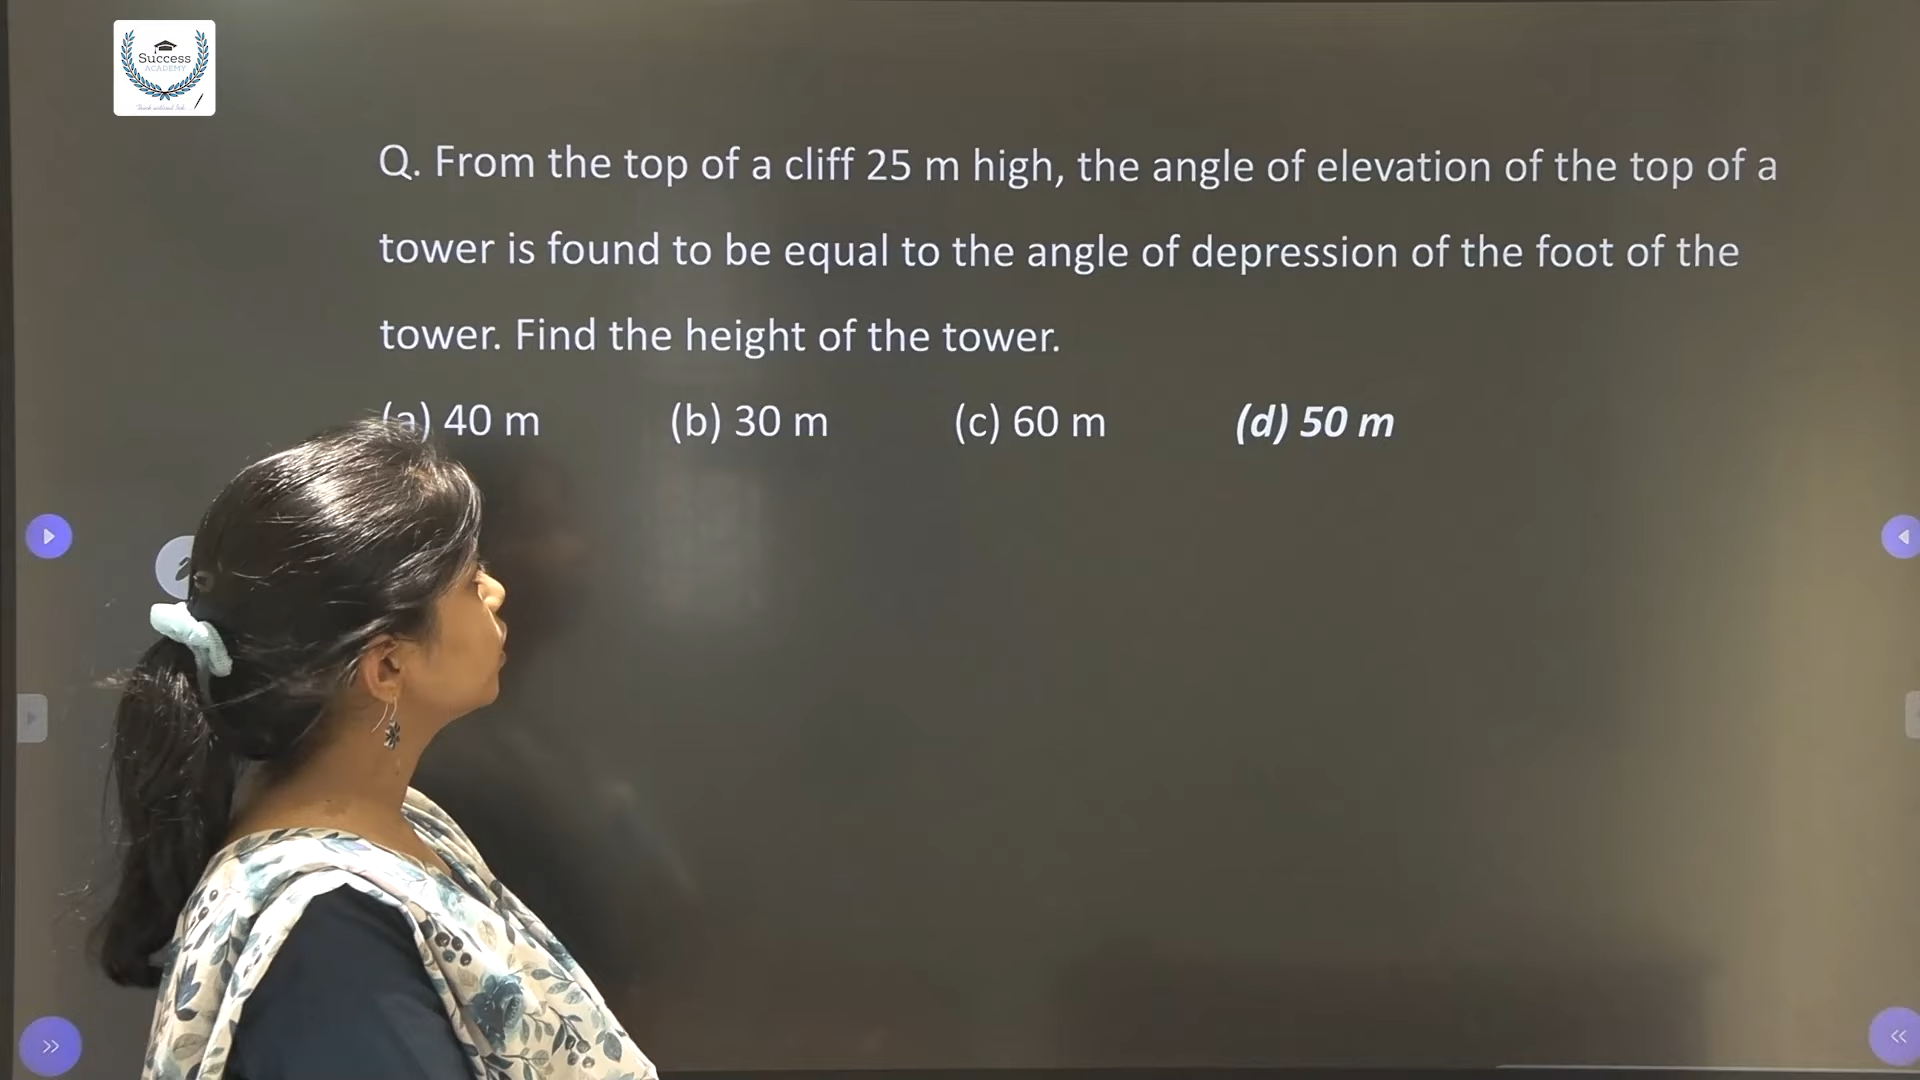 Success
ACADEMY
Q. From the top of a cliff 25 m high, the angle of elevation of the top of a
tower is found to be equal to the angle of depression of the foot of the
tower. Find the height of the tower.
(a) 40 m (b) 30 m (c) 60 m (d) 50 m